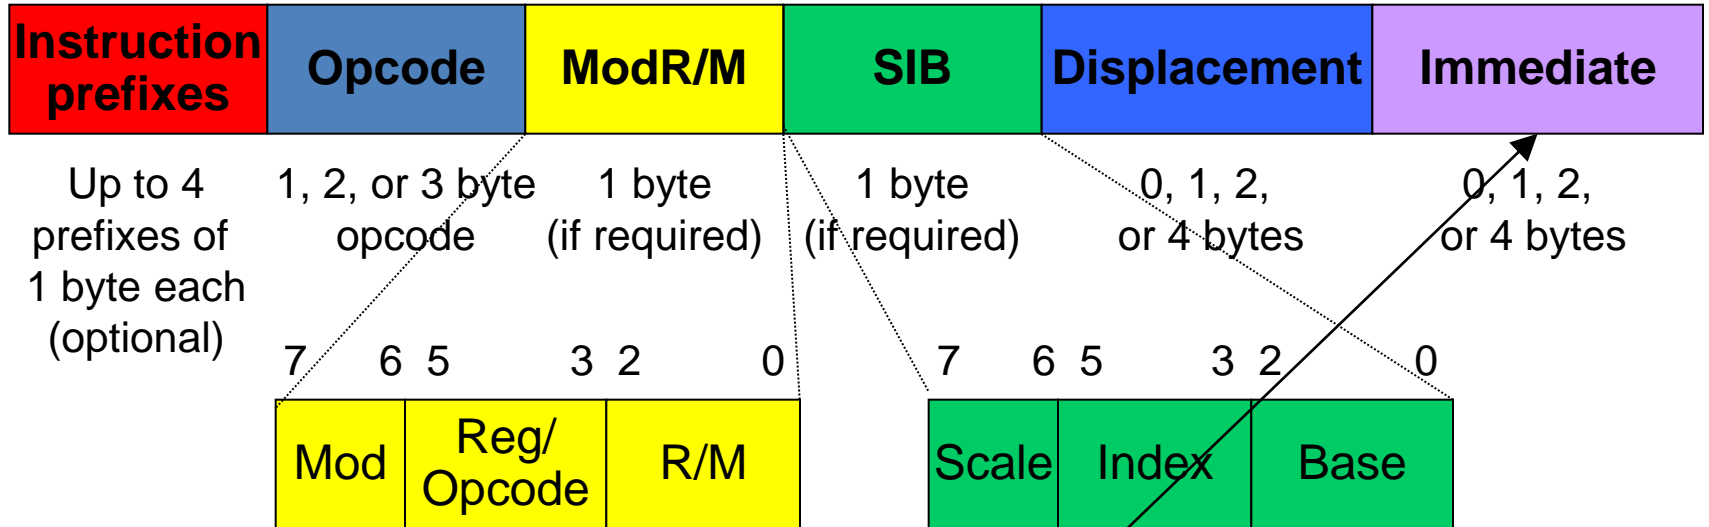 Instruction
prefixes
Opcode
ModR/M
SIB
Displacement
Immediate
Up to 4
prefixes of
1 byte each
(optional)
1, 2, or 3 byte
opcode
1 byte
(if required)
1 byte
(if required)
0, 1, 2,
or 4 bytes
0, 1, 2,
or 4 bytes
7 6 5 3 2 0
7 6 5 3 2 0
Mod
Reg/
Opcode
R/M
Scale
Index
Base